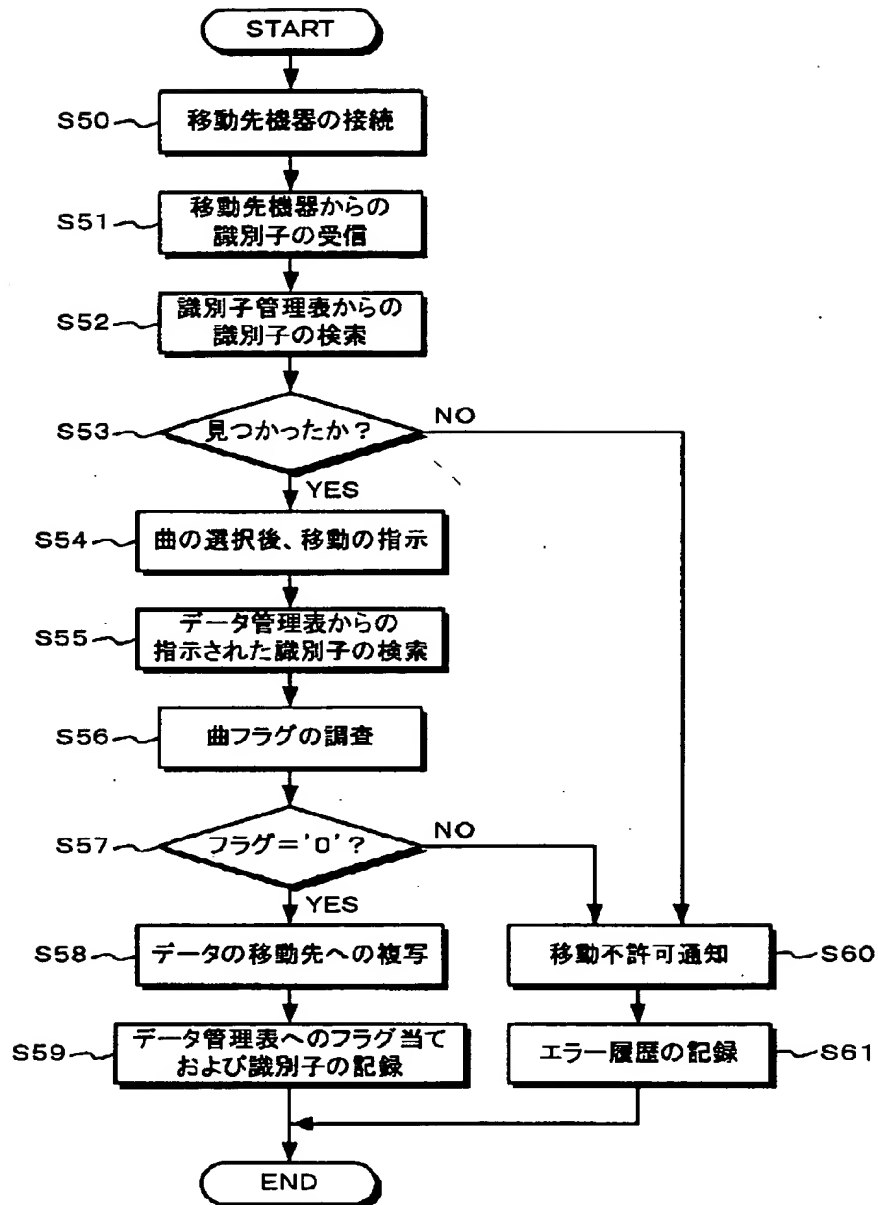 START
S50
移動先機器の接続
S51
移動先機器からの
識別子の受信
S52
識別子管理表からの
識別子の検索
S53
見つかったか?
NO
YES
S54
曲の選択後、移動の指示
S55
データ管理表からの
指示された識別子の検索
S56
曲フラグの調査
S57
フラグ='0'?
NO
YES
S58
データの移動先への複写
移動不許可通知
S60
S59
データ管理表へのフラグ当て
および識別子の記録
エラー履歴の記録
S61
END